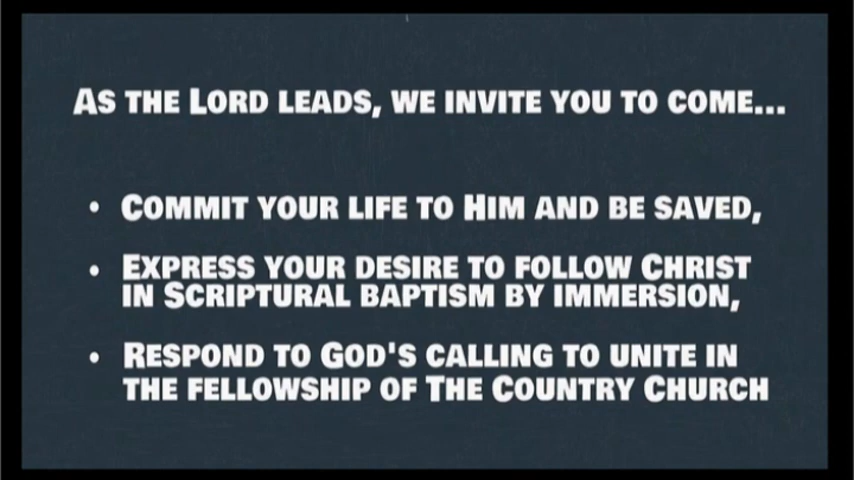 As the Lord leads, we invite you to come...
• Commit your life to Him and be saved,
• Express your desire to follow Christ
in Scriptural baptism by immersion,
• Respond to God's calling to unite in
the fellowship of The Country Church